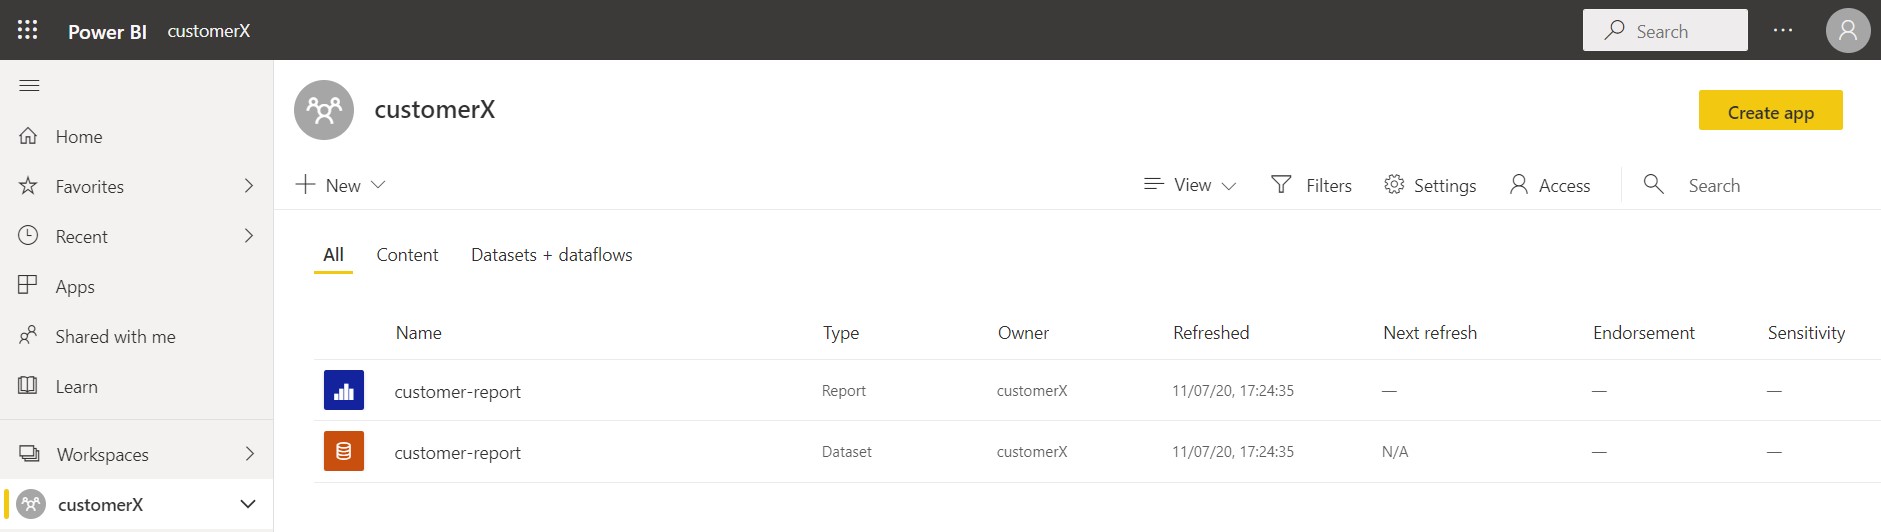 Power BI customerX Search ...
customerX Create app
Home
Favorites
Recent
Apps
Shared with me
Learn
Workspaces
customerX
New View Filters Settings Access Search
All Content Datasets + dataflows
Name Type Owner Refreshed Next refresh Endorsement Sensitivity
customer-report Report customerX 11/07/20, 17:24:35 — — —
customer-report Dataset customerX 11/07/20, 17:24:35 N/A — —